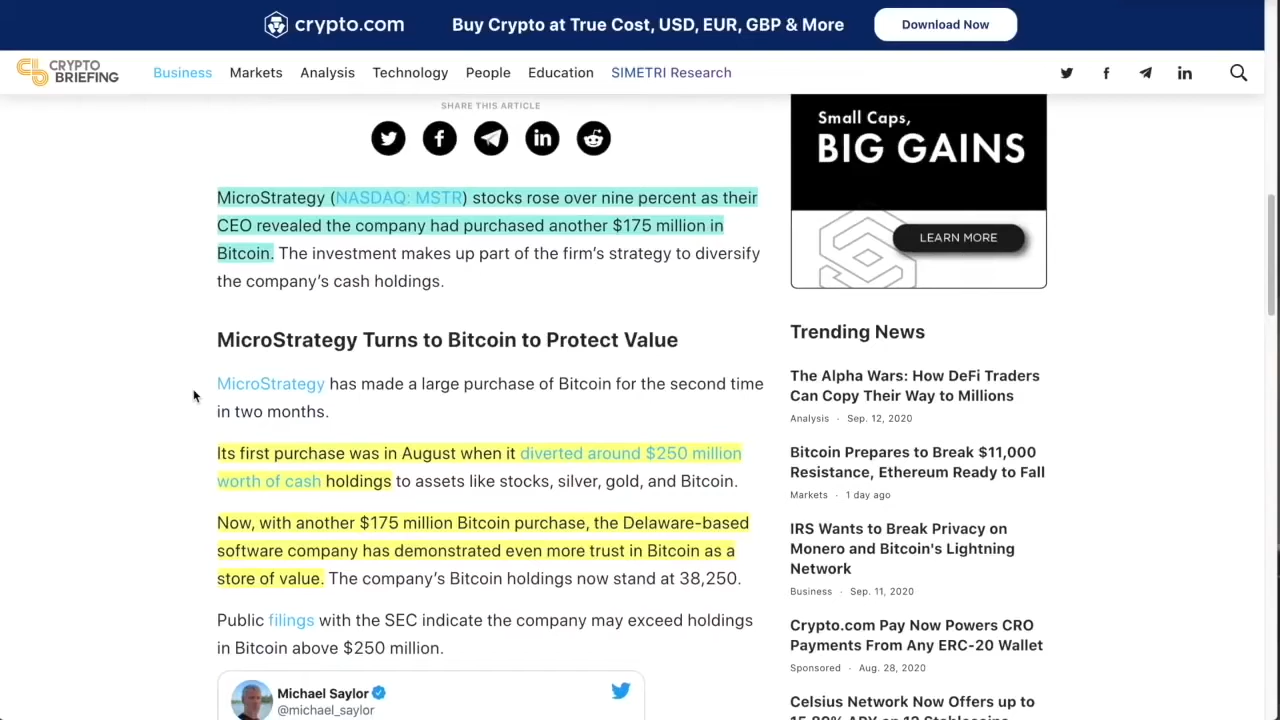 crypto.com
Buy Crypto at True Cost, USD, EUR, GBP & More
Download Now
CRYPTO
BRIEFING
Business
Markets
Analysis
Technology
People
Education
SIMETRI Research
SHARE THIS ARTICLE
MicroStrategy (NASDAQ: MSTR) stocks rose over nine percent as their
CEO revealed the company had purchased another $175 million in
Bitcoin. The investment makes up part of the firm's strategy to diversify
the company's cash holdings.
MicroStrategy Turns to Bitcoin to Protect Value
MicroStrategy has made a large purchase of Bitcoin for the second time
in two months.
Its first purchase was in August when it diverted around $250 million
worth of cash holdings to assets like stocks, silver, gold, and Bitcoin.
Now, with another $175 million Bitcoin purchase, the Delaware-based
software company has demonstrated even more trust in Bitcoin as a
store of value. The company's Bitcoin holdings now stand at 38,250.
Public filings with the SEC indicate the company may exceed holdings
in Bitcoin above $250 million.
Michael Saylor
@michael_saylor
Small Caps,
BIG GAINS
LEARN MORE
Trending News
The Alpha Wars: How DeFi Traders
Can Copy Their Way to Millions
Analysis · Sep. 12, 2020
Bitcoin Prepares to Break $11,000
Resistance, Ethereum Ready to Fall
Markets · 1 day ago
IRS Wants to Break Privacy on
Monero and Bitcoin's Lightning
Network
Business · Sep. 11, 2020
Crypto.com Pay Now Powers CRO
Payments From Any ERC-20 Wallet
Sponsored · Aug. 28, 2020
Celsius Network Now Offers up to